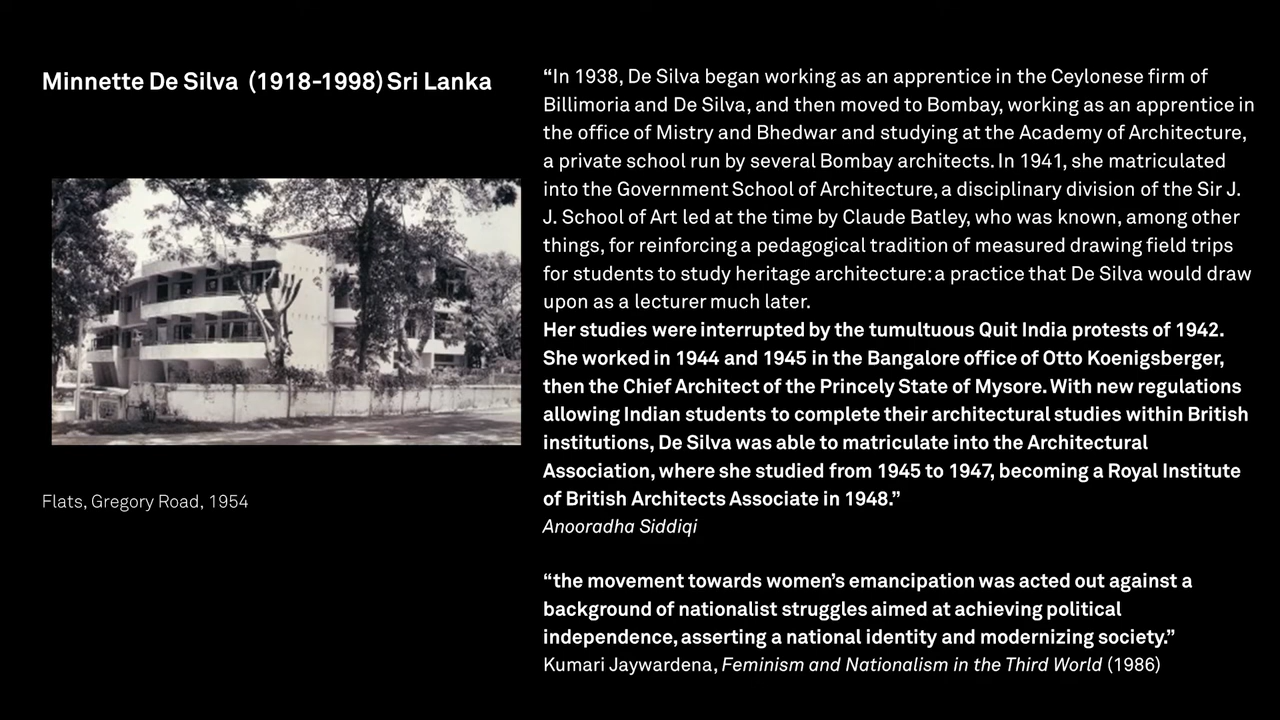 Minnette De Silva (1918-1998) Sri Lanka
Flats, Gregory Road, 1954
“In 1938, De Silva began working as an apprentice in the Ceylonese firm of
Billimoria and De Silva, and then moved to Bombay, working as an apprentice in
the office of Mistry and Bhedwar and studying at the Academy of Architecture,
a private school run by several Bombay architects. In 1941, she matriculated
into the Government School of Architecture, a disciplinary division of the Sir J.
J. School of Art led at the time by Claude Batley, who was known, among other
things, for reinforcing a pedagogical tradition of measured drawing field trips
for students to study heritage architecture: a practice that De Silva would draw
upon as a lecturer much later.
Her studies were interrupted by the tumultuous Quit India protests of 1942.
She worked in 1944 and 1945 in the Bangalore office of Otto Koenigsberger,
then the Chief Architect of the Princely State of Mysore. With new regulations
allowing Indian students to complete their architectural studies within British
institutions, De Silva was able to matriculate into the Architectural
Association, where she studied from 1945 to 1947, becoming a Royal Institute
of British Architects Associate in 1948.”
Anooradha Siddiqi
“the movement towards women’s emancipation was acted out against a
background of nationalist struggles aimed at achieving political
independence, asserting a national identity and modernizing society.”
Kumari Jaywardena, Feminism and Nationalism in the Third World (1986)